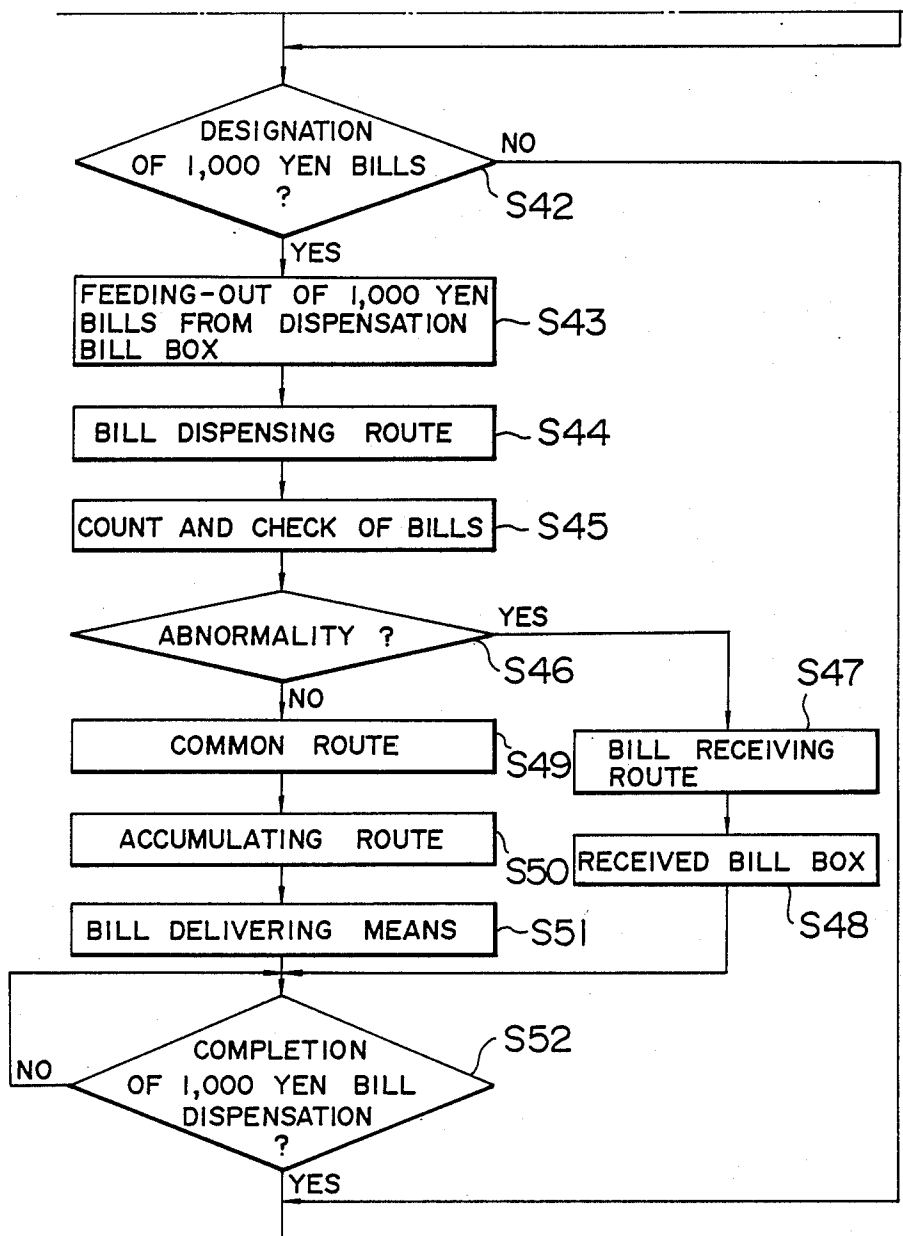 DESIGNATION
OF 1,000 YEN BILLS
?
NO
S42
YES
FEEDING-OUT OF 1,000 YEN
BILLS FROM DISPENSATION
BILL BOX
S43
BILL DISPENSING ROUTE
S44
COUNT AND CHECK OF BILLS
S45
ABNORMALITY ?
YES
S46
NO
S47
COMMON ROUTE
S49
BILL RECEIVING
ROUTE
ACCUMULATING ROUTE
S50
RECEIVED BILL BOX
S48
BILL DELIVERING MEANS
S51
COMPLETION
OF 1,000 YEN BILL
DISPENSATION
?
S52
NO
YES